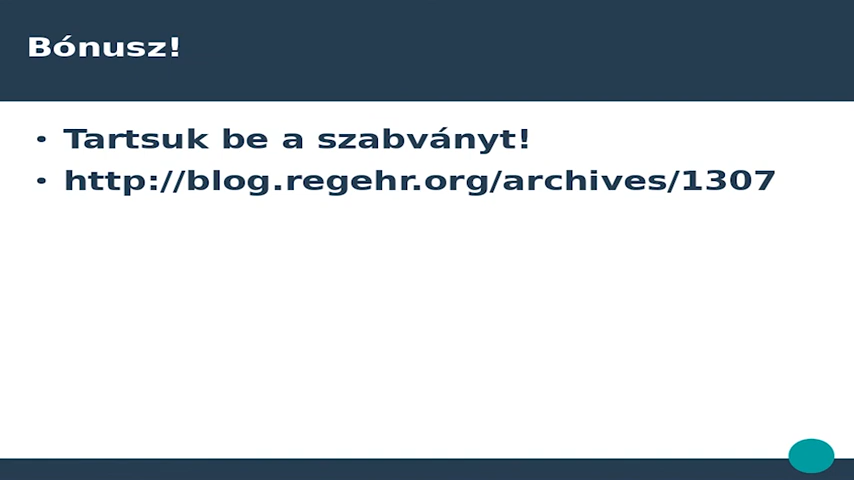 Bónusz!
• Tartsuk be a szabványt!
• http://blog.regehr.org/archives/1307